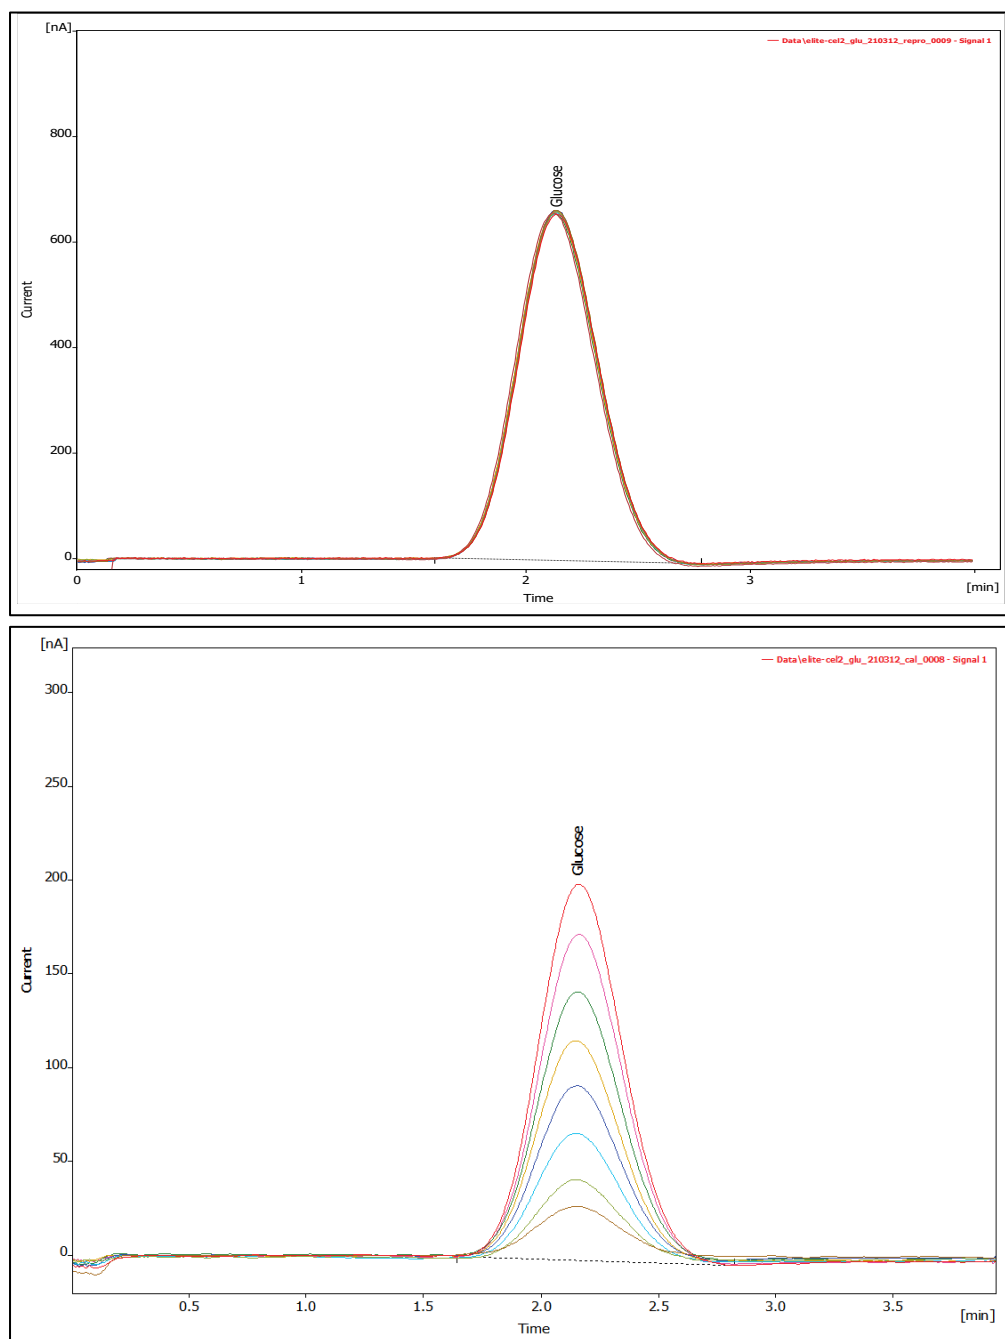 [nA]
Data\elite-cel2_glu_210312_repro_0009 - Signal 1
800
Glucose
600
Current
400
200
0
0 1 2 3
[min]
Time
[nA]
Data\elite-cel2_glu_210312_cal_0008 - Signal 1
300
250
Glucose
200
150
Current
100
50
0
0.5 1.0 1.5 2.0 2.5 3.0 3.5
[min]
Time